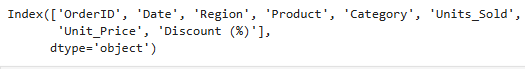 Index(['OrderID', 'Date', 'Region', 'Product', 'Category', 'Units_Sold',
'Unit_Price', 'Discount (%)'],
dtype='object')